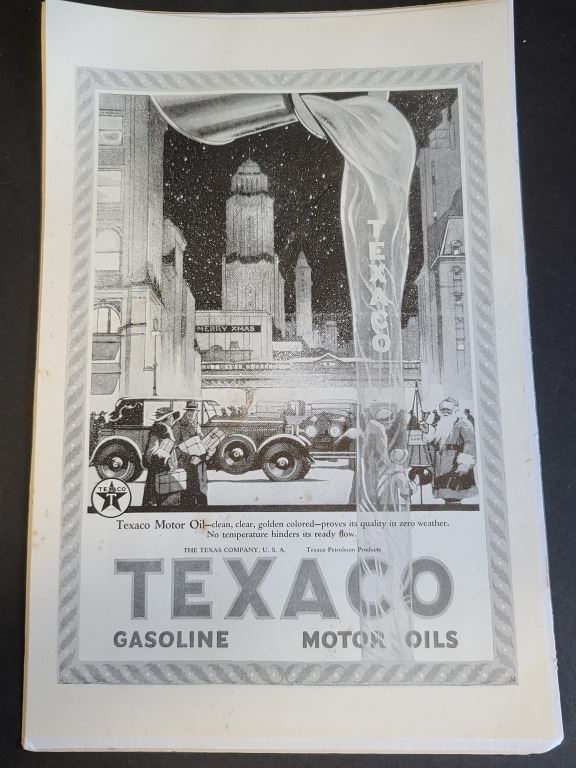 TEXACO
MERRY XMAS
TEXACO
T
Texaco Motor Oil—clean, clear, golden colored—proves its quality in zero weather.
No temperature hinders its ready flow.
THE TEXAS COMPANY, U. S. A. Texaco Petroleum Products
TEXACO
GASOLINE MOTOR OILS